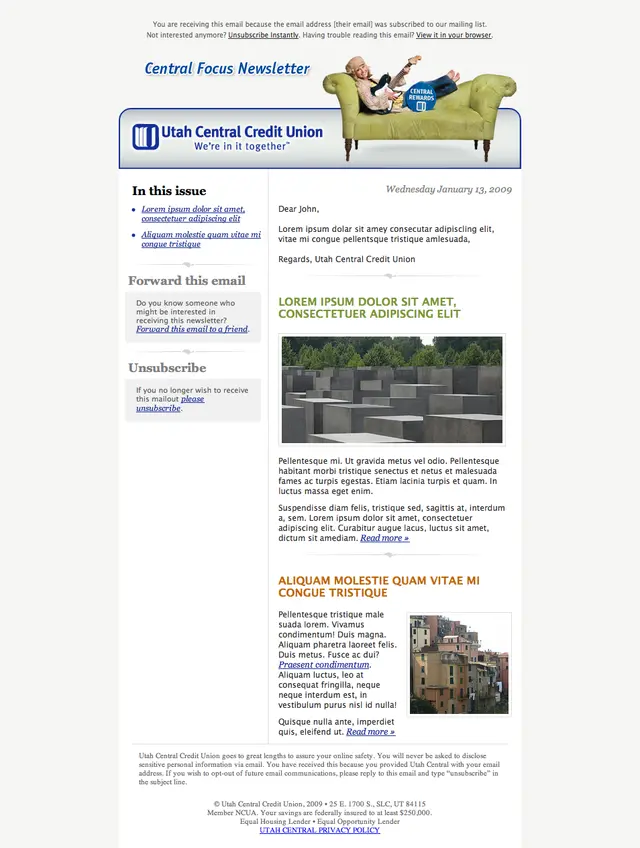 You are receiving this email because the email address [their email] was subscribed to our mailing list.
Not interested anymore? Unsubscribe Instantly. Having trouble reading this email? View it in your browser.
Central Focus Newsletter
CENTRAL
REWARDS
Utah Central Credit Union
We're in it together™
In this issue
• Lorem ipsum dolor sit amet,
consectetuer adipiscing elit
• Aliquam molestie quam vitae mi
congue tristique
Forward this email
Do you know someone who
might be interested in
receiving this newsletter?
Forward this email to a friend.
Unsubscribe
If you no longer wish to receive
this mailout please
unsubscribe.
Wednesday January 13, 2009
Dear John,
Lorem ipsum dolar sit amey consecutar adipiscling elit,
vitae mi congue pellentsque tristique amlesuada,
Regards, Utah Central Credit Union
LOREM IPSUM DOLOR SIT AMET,
CONSECTETUER ADIPISCING ELIT
Pellentesque mi. Ut gravida metus vel odio. Pellentesque
habitant morbi tristique senectus et netus et malesuada
fames ac turpis egestas. Etiam lacinia turpis et quam. In
luctus massa eget enim.
Suspendisse diam felis, tristique sed, sagittis at, interdum
a, sem. Lorem ipsum dolor sit amet, consectetuer
adipiscing elit. Curabitur augue lacus, luctus sit amet,
dictum sit amediam. Read more »
ALIQUAM MOLESTIE QUAM VITAE MI
CONGUE TRISTIQUE
Pellentesque tristique male
suada lorem. Vivamus
condimentum! Duis magna.
Aliquam pharetra laoreet felis.
Duis metus. Fusce ac dui?
Praesent condimentum.
Aliquam luctus, leo at
consequat fringilla, neque
neque interdum est, in
vestibulum purus nisl id nulla!
Quisque nulla ante, imperdiet
quis, eleifend ut. Read more »
Utah Central Credit Union goes to great lengths to assure your online safety. You will never be asked to disclose
sensitive personal information via email. You have received this because you provided Utah Central with your email
address. If you wish to opt-out of future email communications, please reply to this email and type "unsubscribe" in
the subject line.
© Utah Central Credit Union, 2009 • 25 E. 1700 S., SLC, UT 84115
Member NCUA. Your savings are federally insured to at least $250,000.
Equal Housing Lender • Equal Opportunity Lender
UTAH CENTRAL PRIVACY POLICY